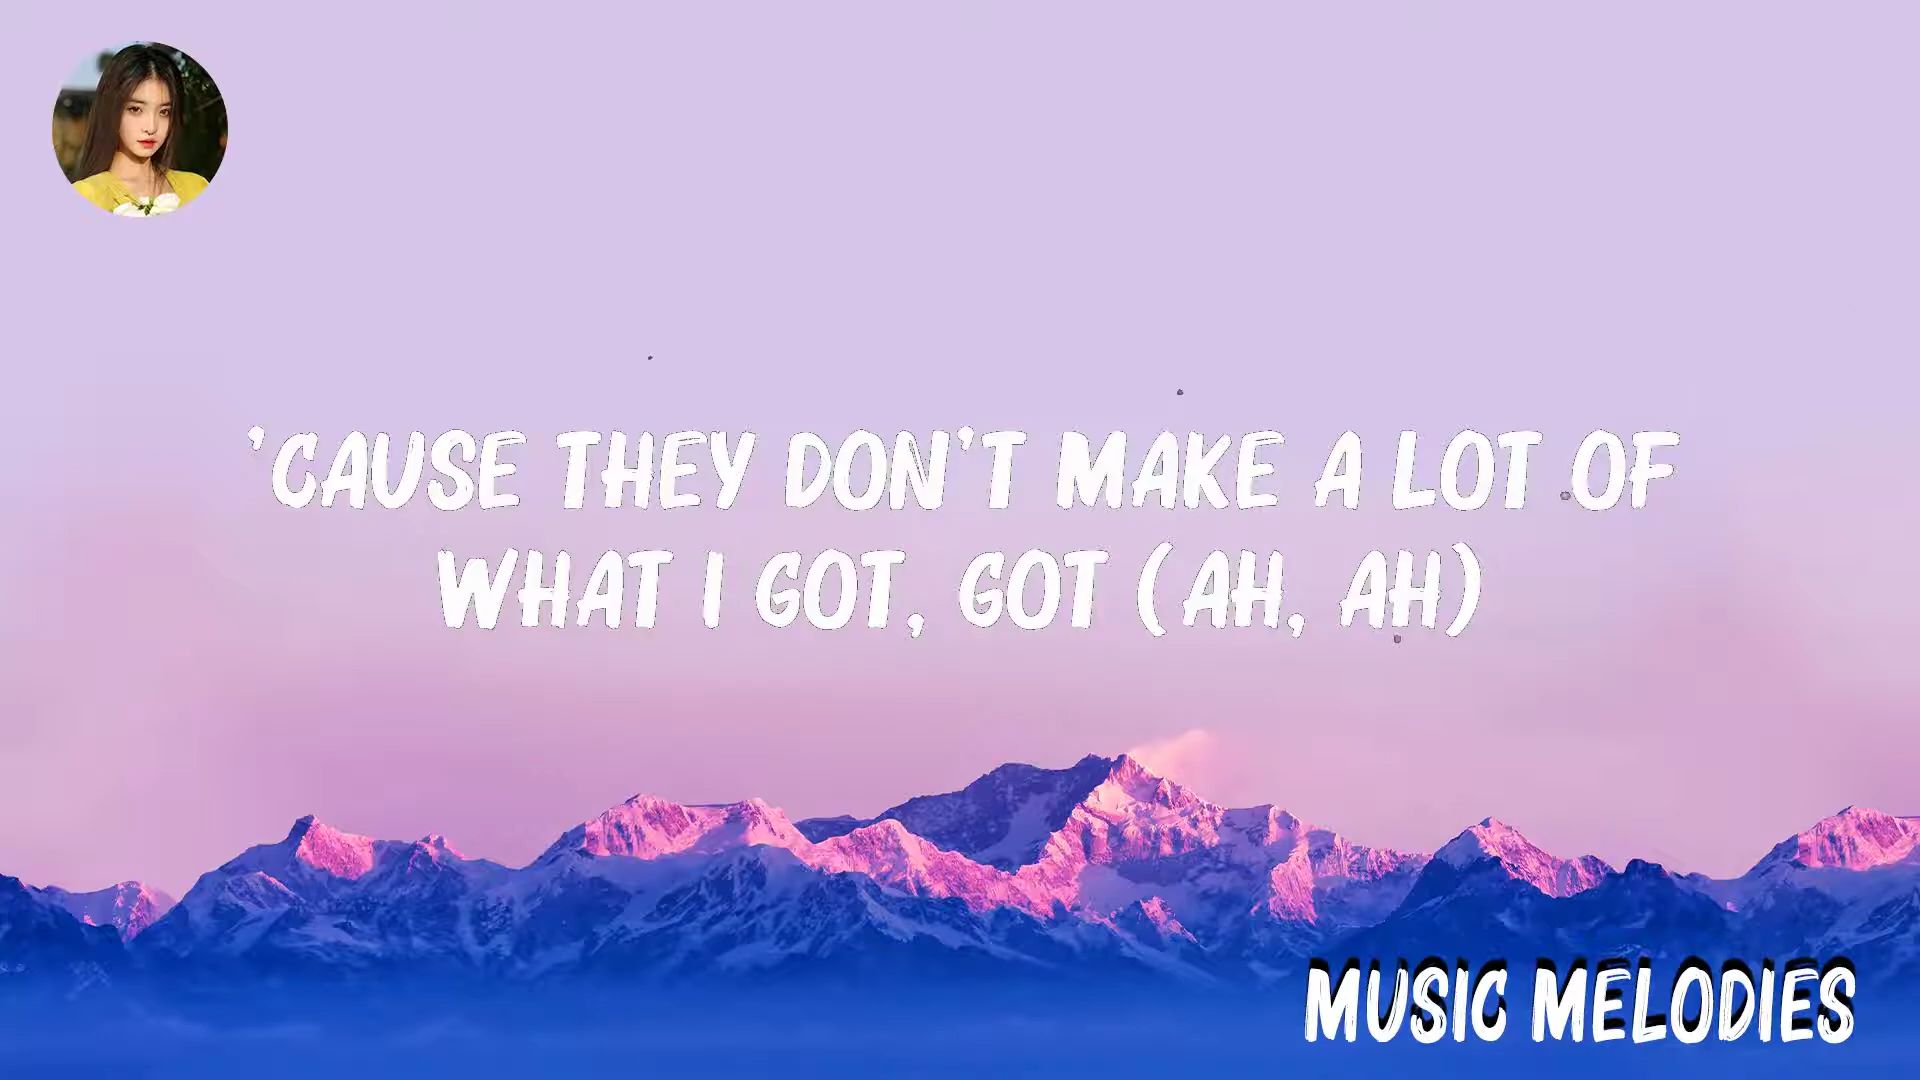 'CAUSE THEY DON'T MAKE A LOT OF
WHAT I GOT, GOT (AH, AH)
MUSIC MELODIES